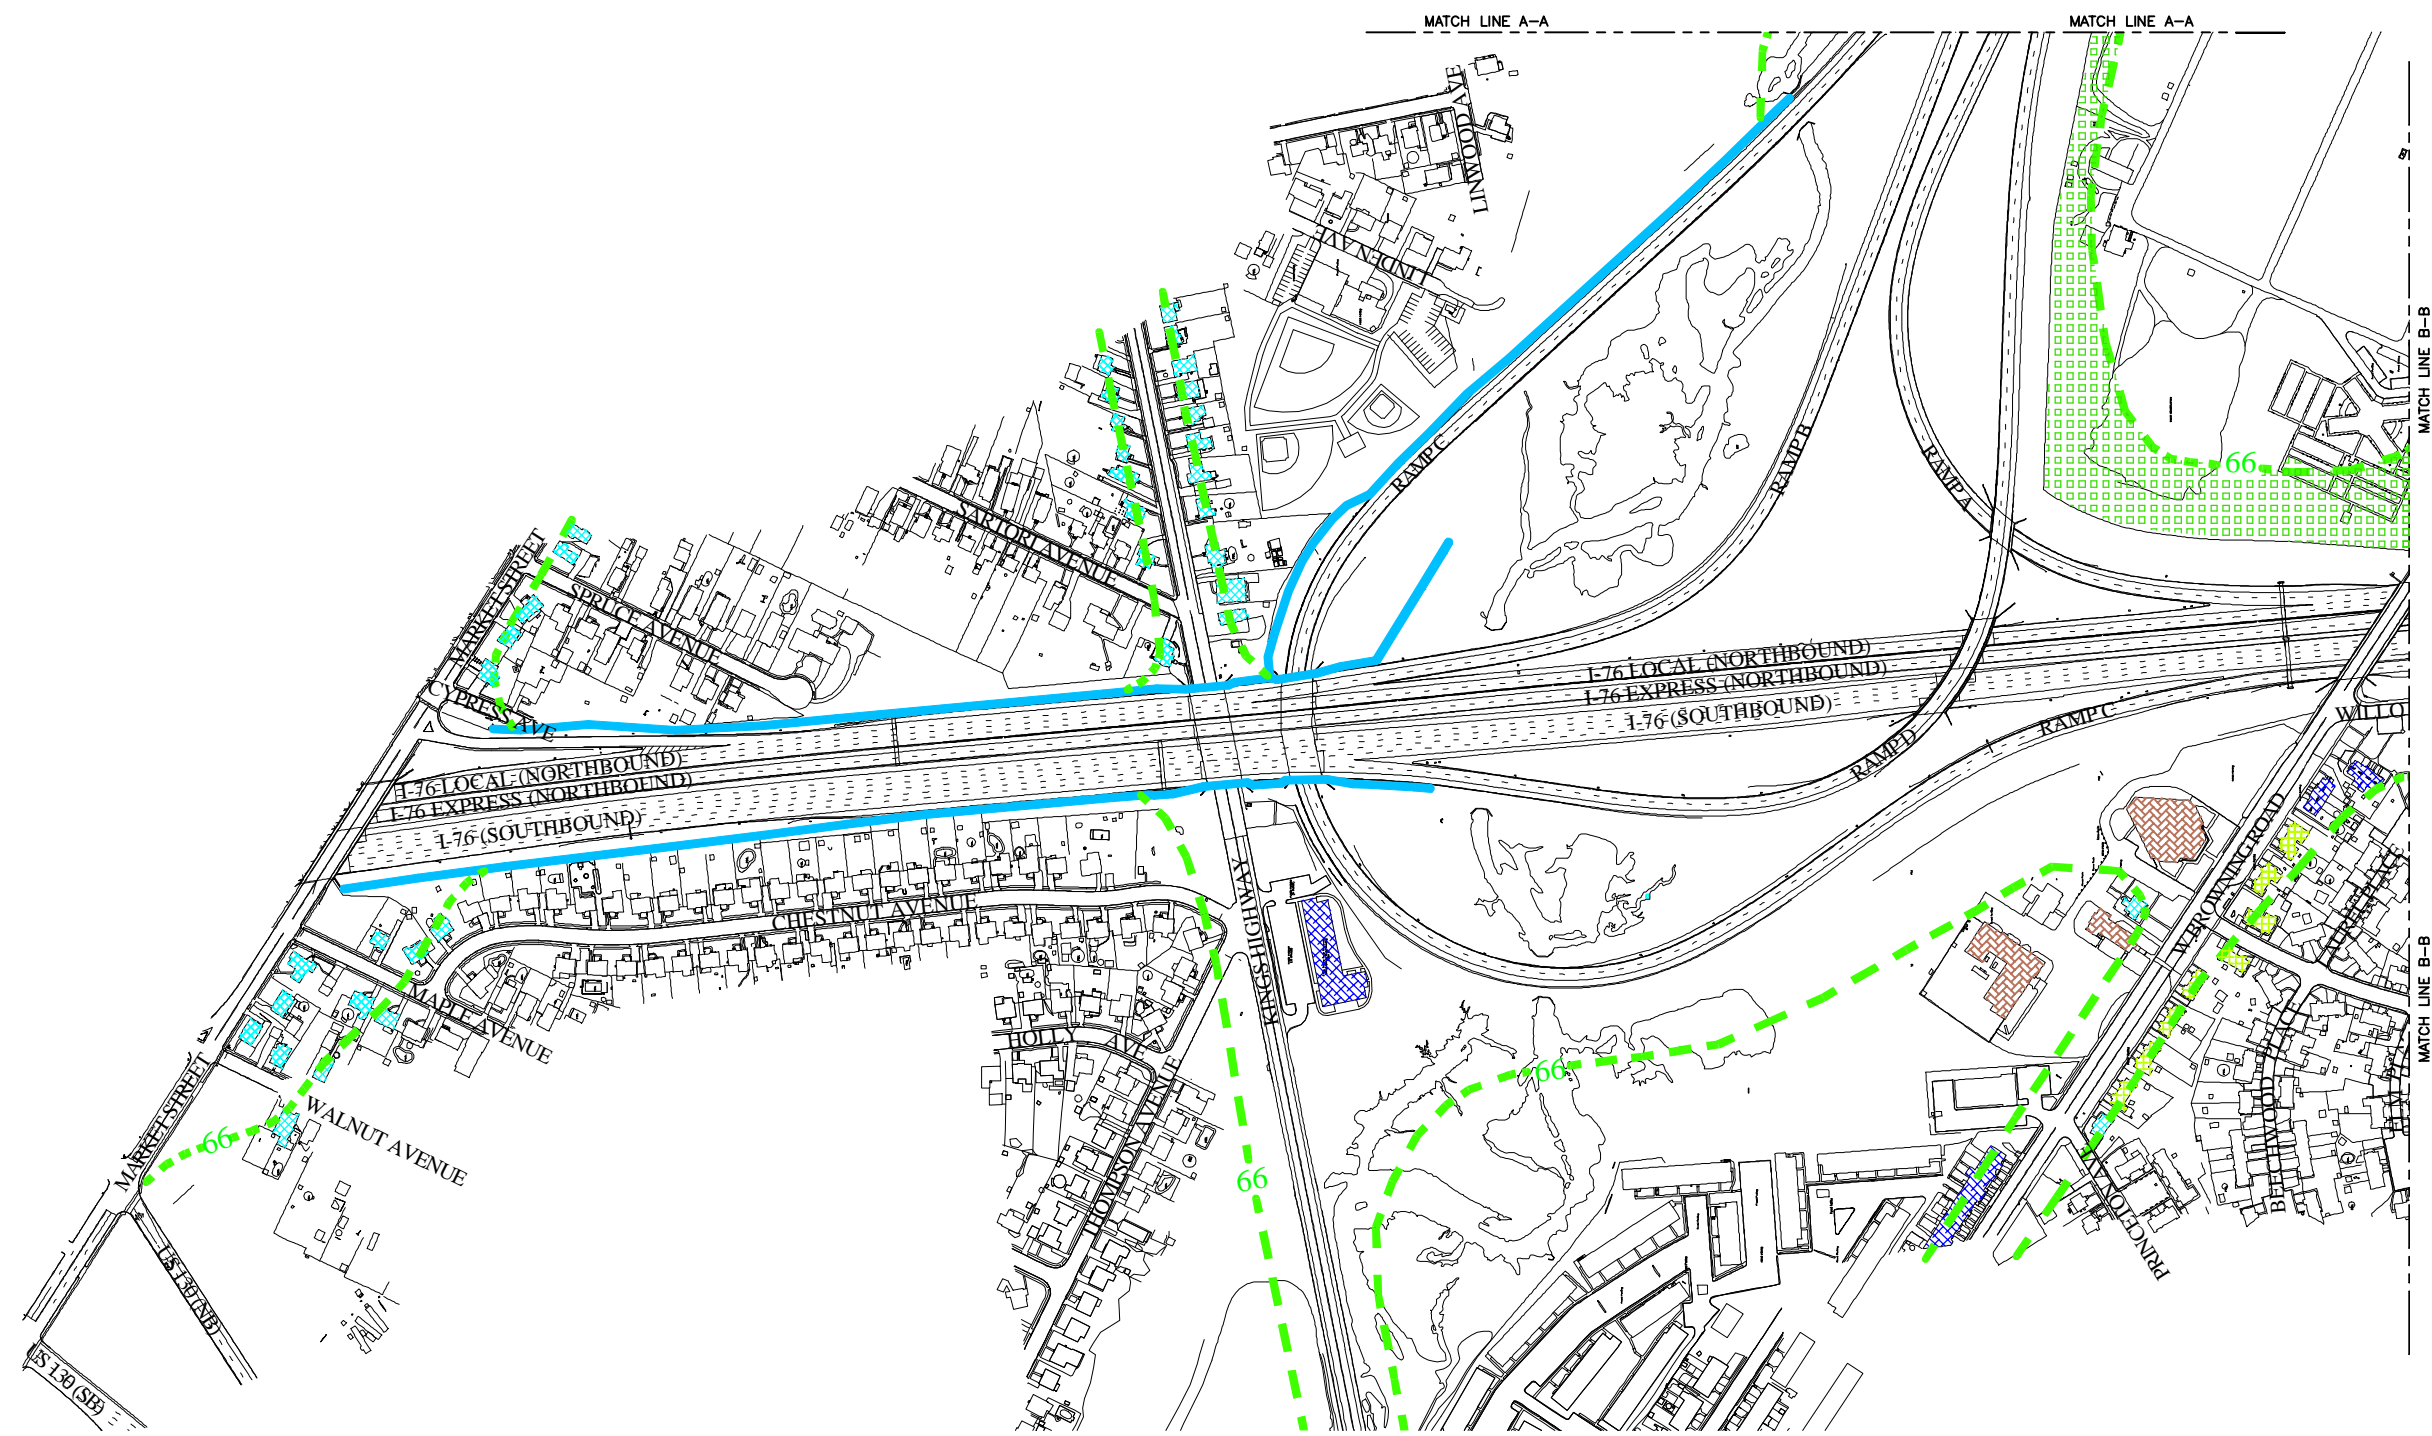 MATCH LINE A-A
MATCH LINE A-A
LINWOOD AVE
LINDEN AVE
MATCH LINE B-B
RAMP C
RAMP B
RAMP A
66
SARTORI AVENUE
MARKET STREET
SPRUCE AVENUE
CYPRESS AVE
I-76 LOCAL (NORTHBOUND)
I-76 EXPRESS (NORTHBOUND)
I-76 (SOUTHBOUND)
I-76 LOCAL (NORTHBOUND)
I-76 EXPRESS (NORTHBOUND)
I-76 (SOUTHBOUND)
RAMP D
RAMP C
WILLO
CHESTNUT AVENUE
KINGS HIGHWAY
W.BROWNING ROAD
MAPLE AVENUE
HOLLY AVE
MATCH LINE B-B
BEECHWOOD PLACE
66
MARKET STREET
66
WALNUT AVENUE
THOMPSON AVENUE
66
PRINCETON AVE
US 130 (NB)
US 130 (SB)